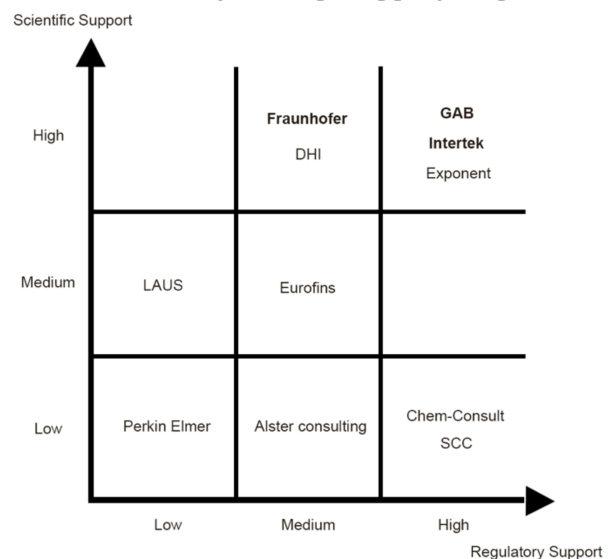 Scientific Support
High
Fraunhofer
DHI
GAB
Intertek
Exponent
Medium
LAUS
Eurofins
Low
Perkin Elmer
Alster consulting
Chem-Consult
SCC
Low
Medium
High
Regulatory Support